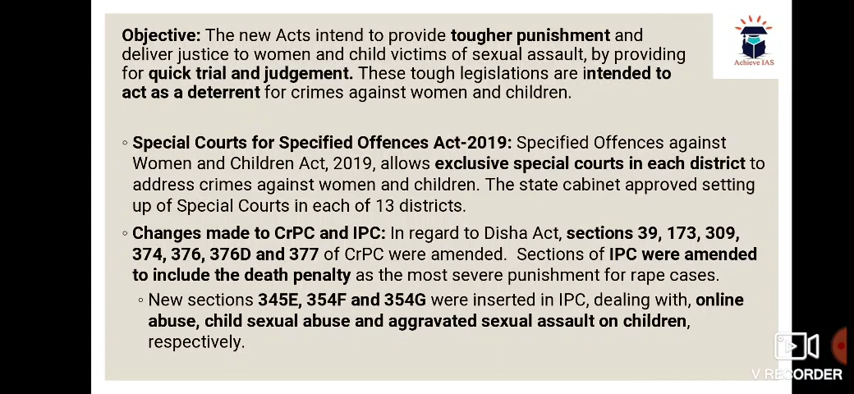 Objective: The new Acts intend to provide tougher punishment and
deliver justice to women and child victims of sexual assault, by providing
for quick trial and judgement. These tough legislations are intended to
act as a deterrent for crimes against women and children.
Achieve IAS
◦ Special Courts for Specified Offences Act-2019: Specified Offences against
Women and Children Act, 2019, allows exclusive special courts in each district to
address crimes against women and children. The state cabinet approved setting
up of Special Courts in each of 13 districts.
◦ Changes made to CrPC and IPC: In regard to Disha Act, sections 39, 173, 309,
374, 376, 376D and 377 of CrPC were amended. Sections of IPC were amended
to include the death penalty as the most severe punishment for rape cases.
◦ New sections 345E, 354F and 354G were inserted in IPC, dealing with, online
abuse, child sexual abuse and aggravated sexual assault on children,
respectively.
V RECORDER